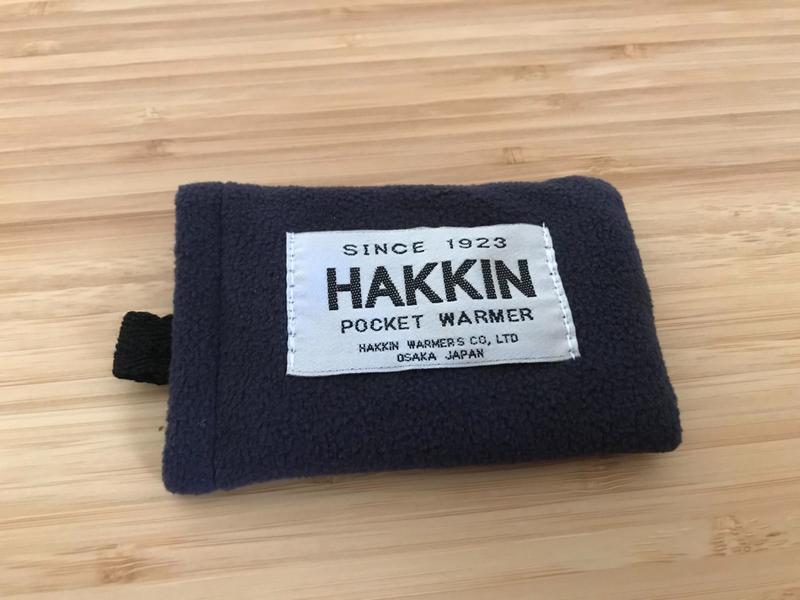 SINCE 1923
HAKKIN
POCKET WARMER
HAKKIN WARMERS CO, LTD
OSAKA JAPAN